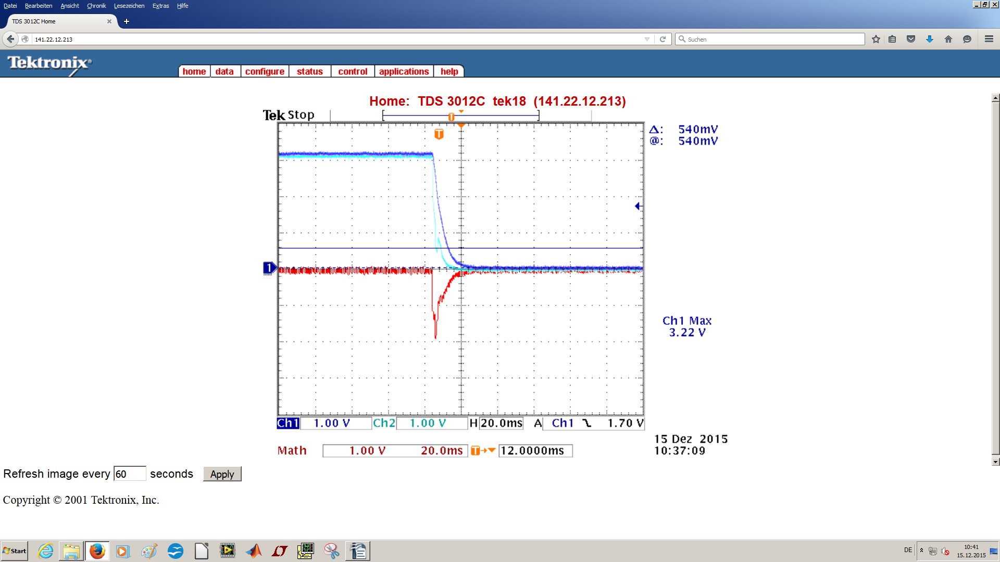 Datei Bearbeiten Ansicht Chronik Lesezeichen Extras Hilfe
TDS 3012C Home
141.22.12.213
Suchen
Tektronix®
home data configure status control applications help
Home: TDS 3012C tek18 (141.22.12.213)
Tek Stop
T
T
Δ: 540mV
@: 540mV
1
Ch1 Max
3.22 V
Ch1 1.00 V Ch2 1.00 V H 20.0ms A Ch1 1.70 V
Math 1.00 V 20.0ms T 12.0000ms
15 Dez 2015
10:37:09
Refresh image every 60 seconds Apply
Copyright © 2001 Tektronix, Inc.
Start
DE
10:41
15.12.2015